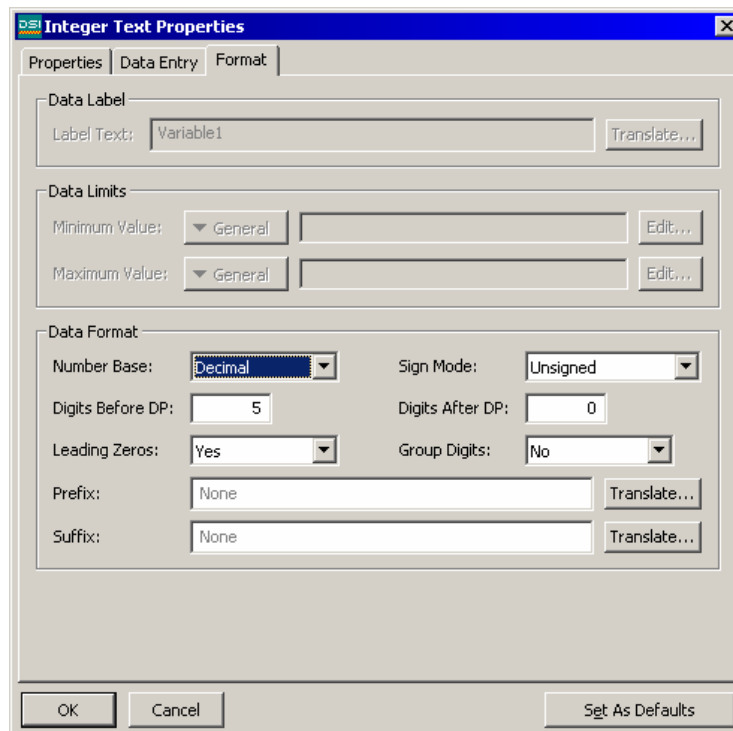 DSI Integer Text Properties
Properties Data Entry Format
Data Label
Label Text: Variable1 Translate...
Data Limits
Minimum Value: General Edit...
Maximum Value: General Edit...
Data Format
Number Base: Decimal Sign Mode: Unsigned
Digits Before DP: 5 Digits After DP: 0
Leading Zeros: Yes Group Digits: No
Prefix: None Translate...
Suffix: None Translate...
OK Cancel Set As Defaults